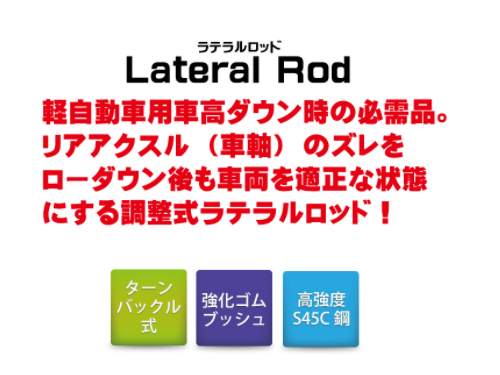 ラテラルロッド
Lateral Rod
軽自動車用車高ダウン時の必需品。
リアアクスル（車軸）のズレを
ローダウン後も車両を適正な状態
にする調整式ラテラルロッド！
ターン
バックル
式
強化ゴム
ブッシュ
高強度
S45C 鋼